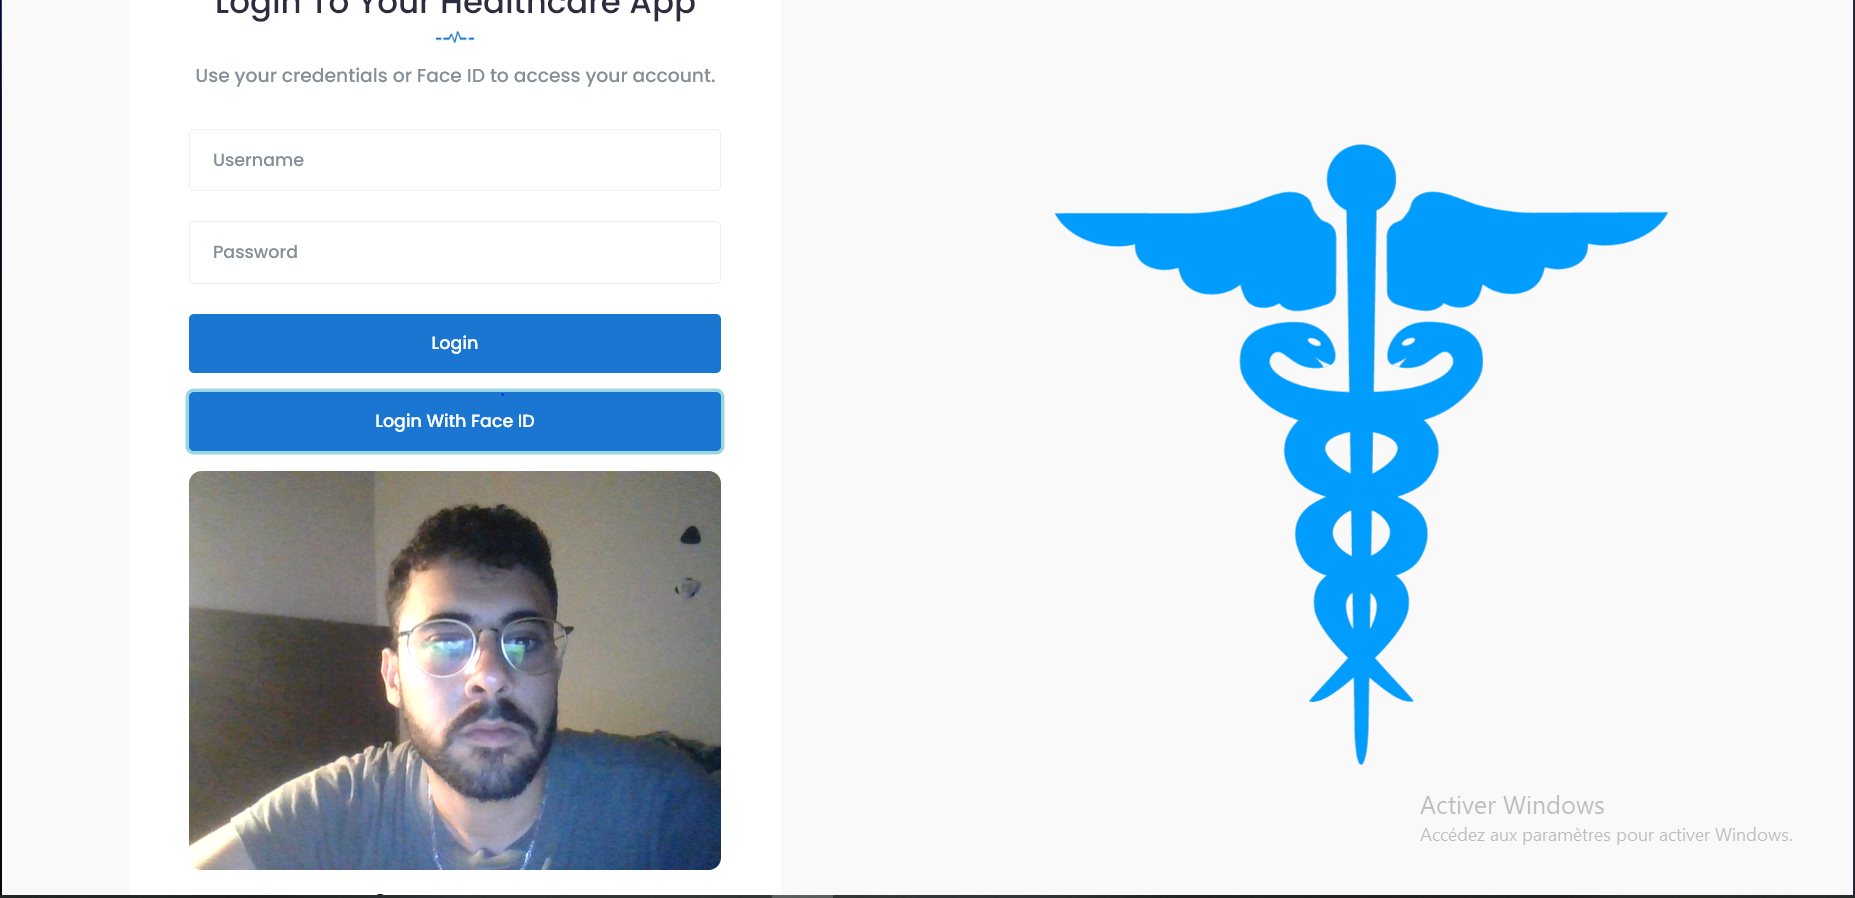 Login To Your Healthcare App
Use your credentials or Face ID to access your account.
Username
Password
Login
Login With Face ID
Activer Windows
Accédez aux paramètres pour activer Windows.